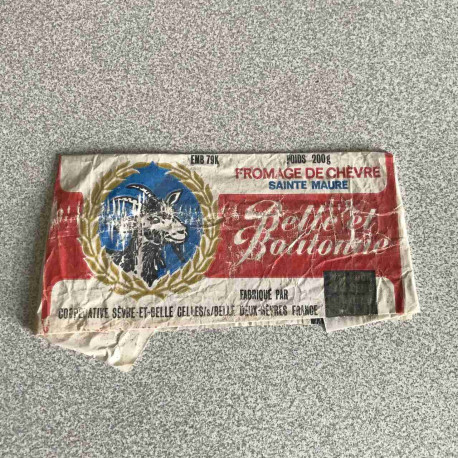 EMB 79K POIDS 200g
FROMAGE DE CHÈVRE
SAINTE MAURE
Belle et
Boutonne
FABRIQUÉ PAR
COOPÉRATIVE SÈVRE-ET-BELLE CELLES/s/BELLE DEUX-SÈVRES FRANCE